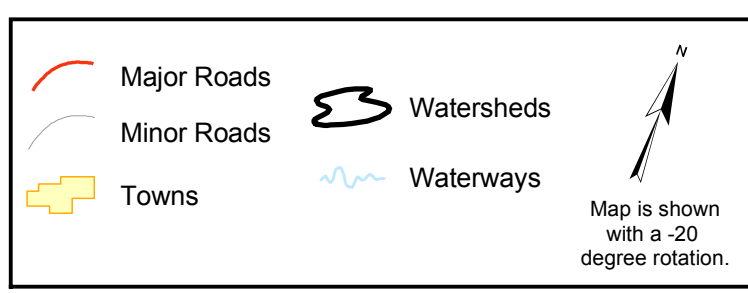 Major Roads
Minor Roads
Towns
Watersheds
Waterways
N
Map is shown
with a -20
degree rotation.